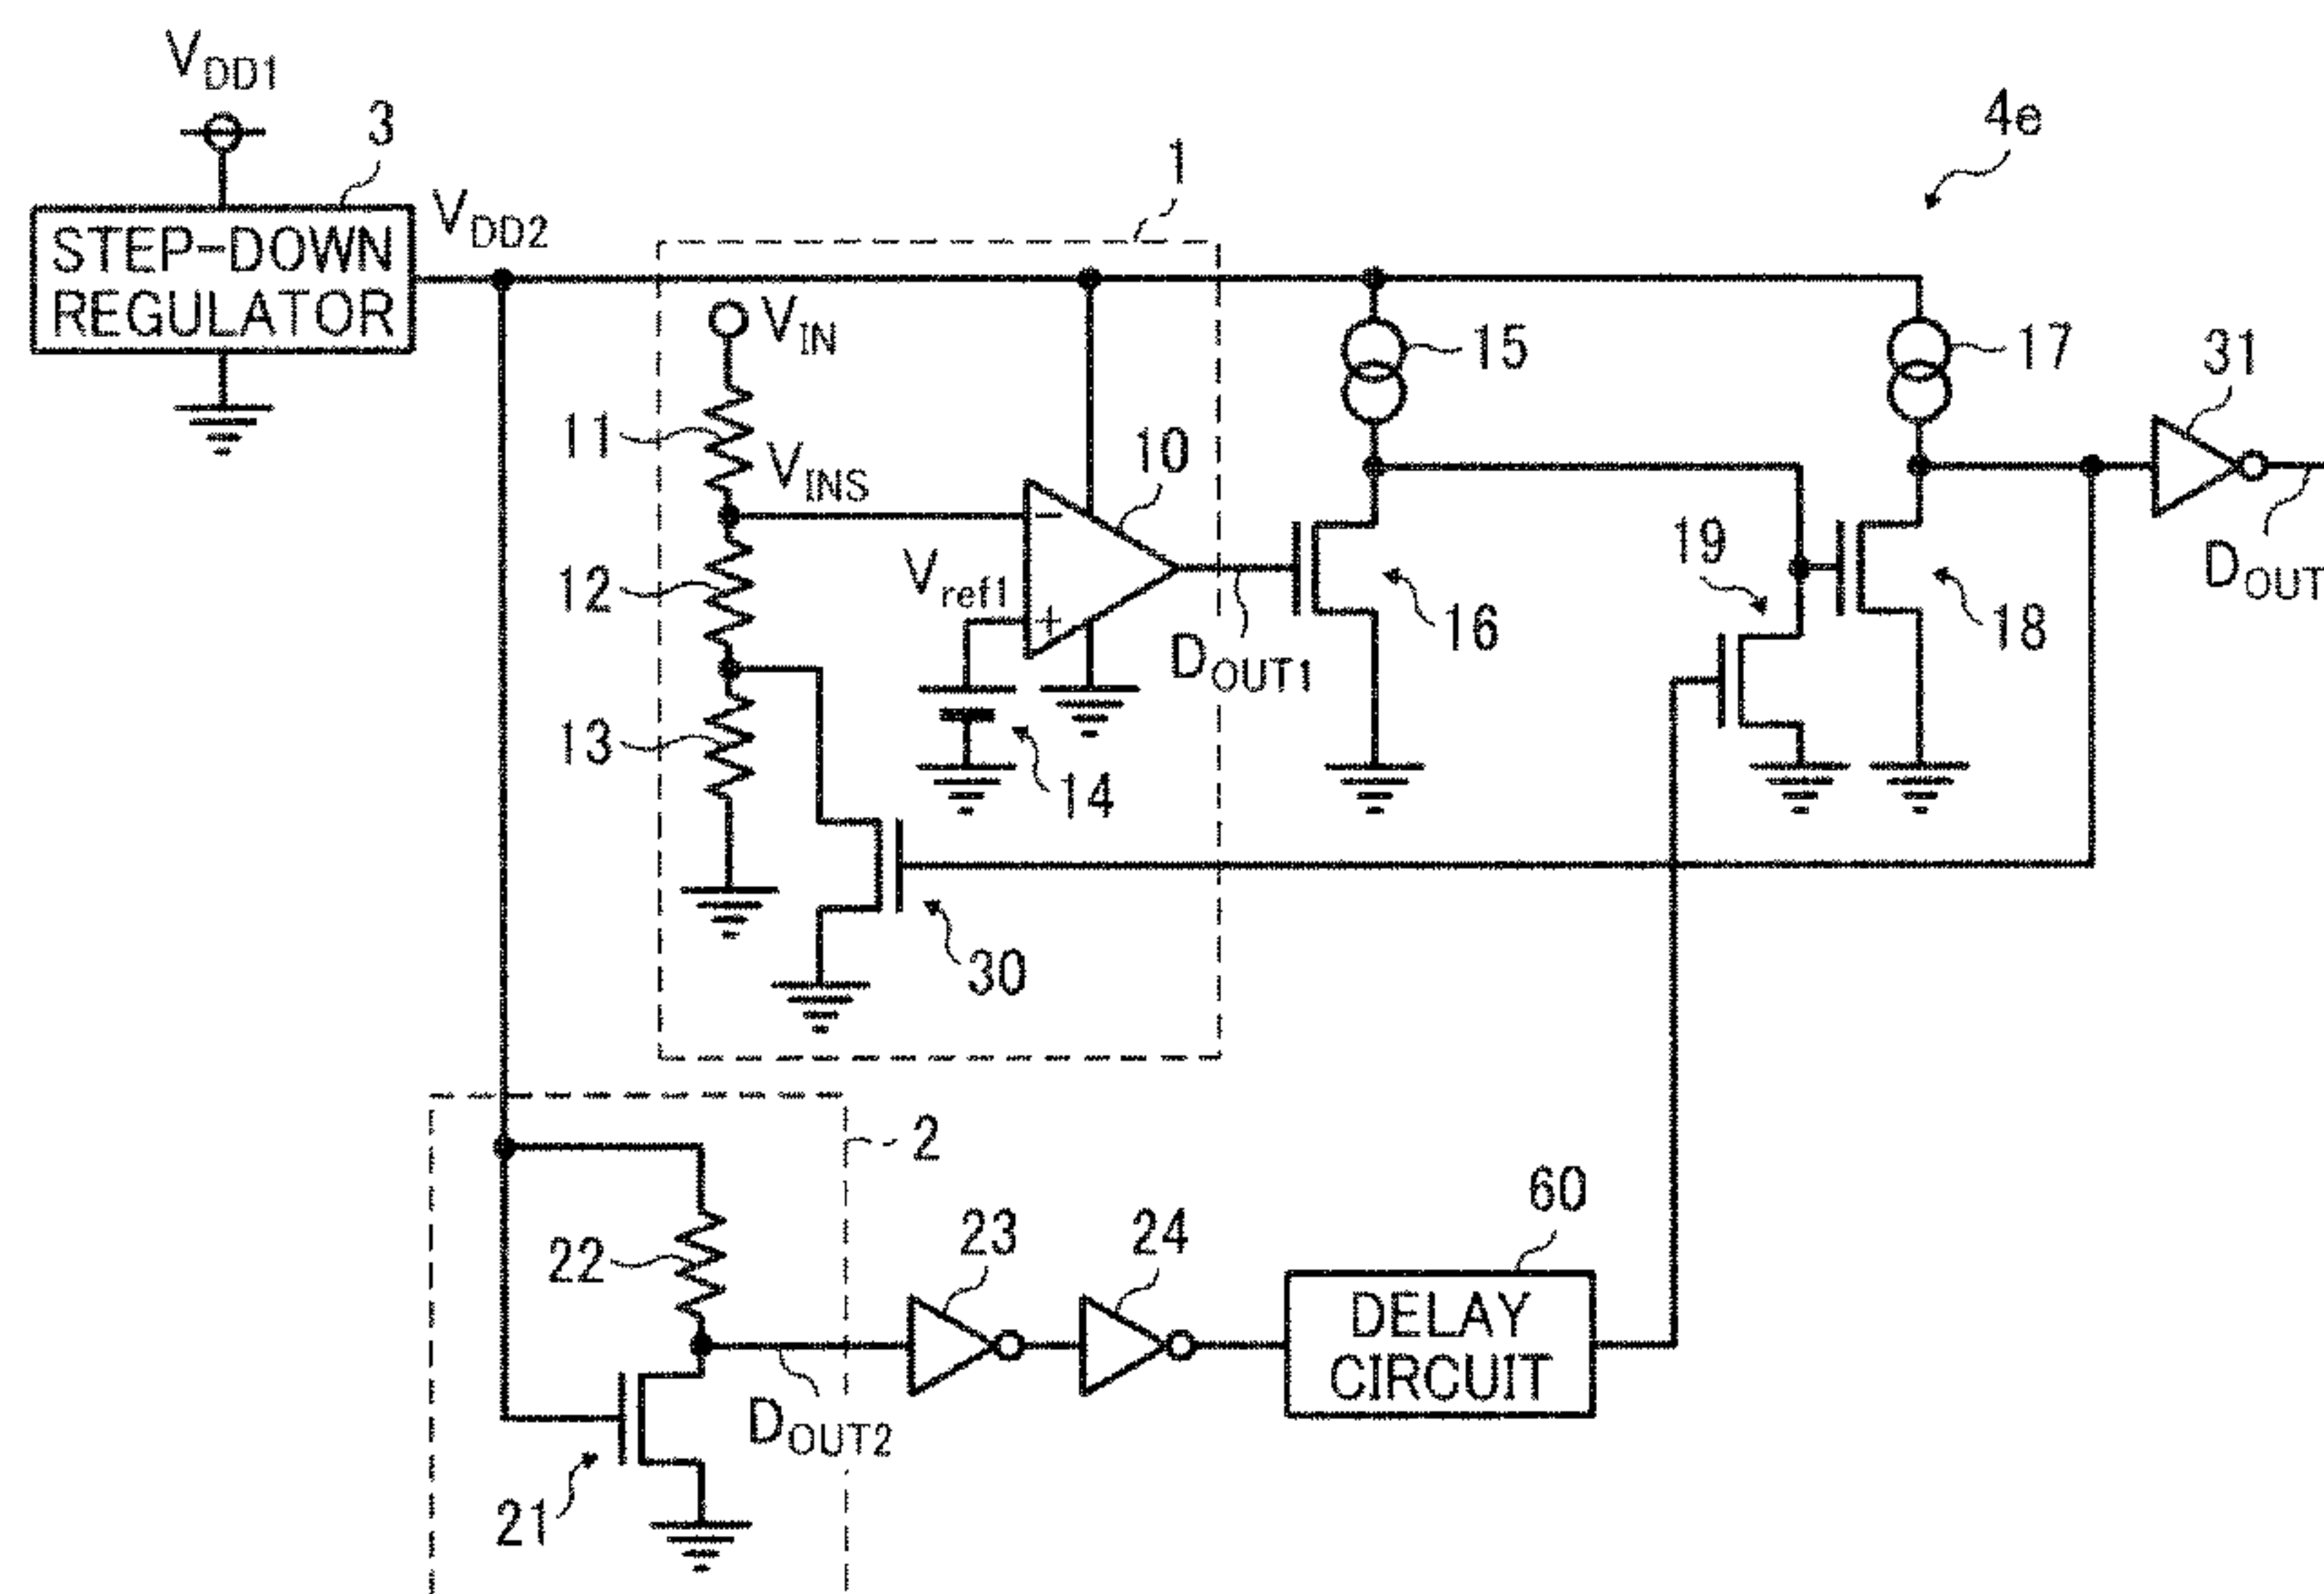 VDD1
3
4e
1
STEP-DOWN
REGULATOR
VDD2
VIN
15
17
31
11
VINS
10
12
Vref1
DOUT1
16
19
18
DOUT
13
14
30
2
22
23
24
60
DELAY
CIRCUIT
DOUT2
21
-
+